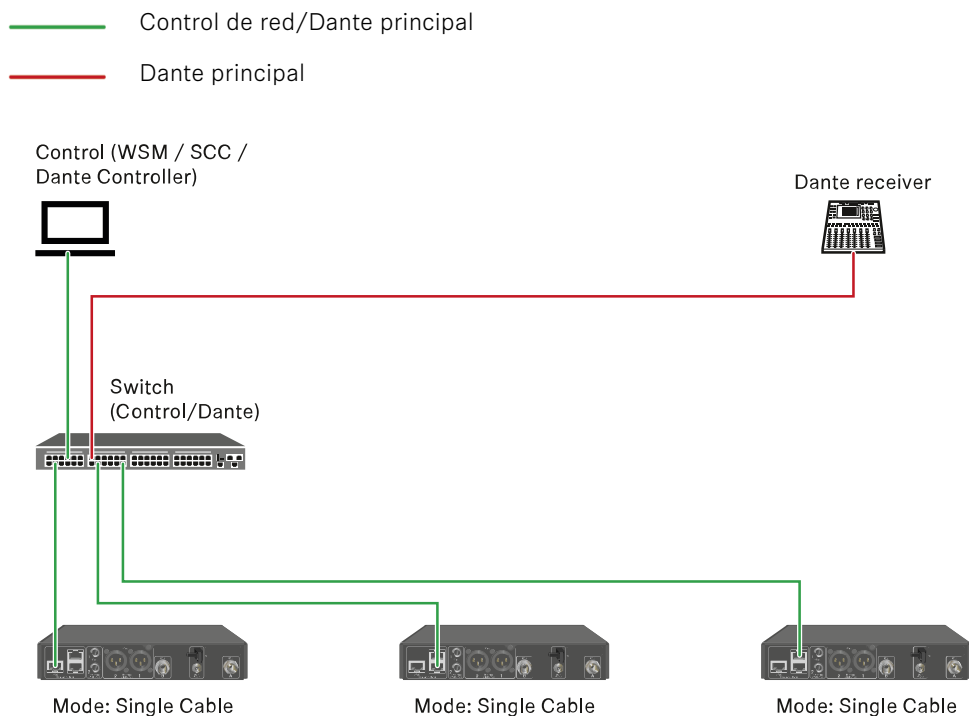 Control de red/Dante principal
Dante principal
Control (WSM / SCC /
Dante Controller)
Dante receiver
Switch
(Control/Dante)
Mode: Single Cable
Mode: Single Cable
Mode: Single Cable